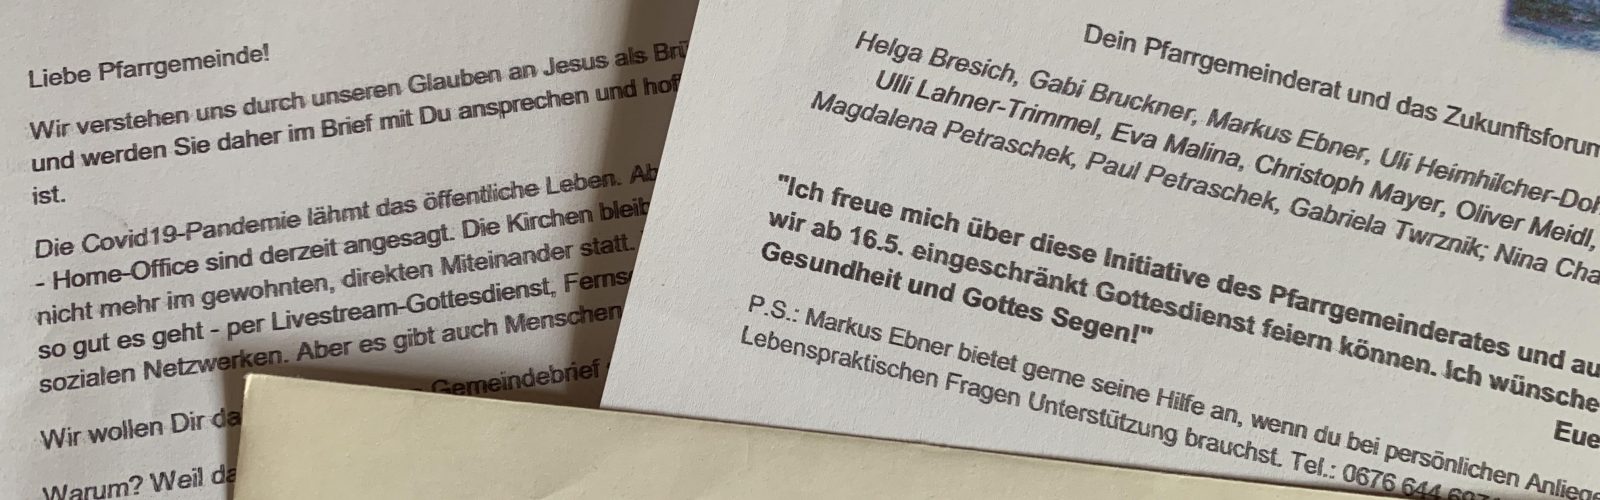 Liebe Pfarrgemeinde!
Wir verstehen uns durch unseren Glauben an Jesus als
und werden Sie daher im Brief mit Du ansprechen und
ist.
Die Covid19-Pandemie lähmt das öffentliche Leben.
- Home-Office sind derzeit angesagt. Die Kirchen
nicht mehr im gewohnten, direkten Miteinander statt.
so gut es geht - per Livestream-Gottesdienst,
sozialen Netzwerken. Aber es gibt auch Menschen
Gemeindebrief
Wir wollen Dir
Warum? Weil
Dein Pfarrgemeinderat und das Zukunftsforum
Helga Bresich, Gabi Bruckner, Markus Ebner, Uli
Ulli Lahner-Trimmel, Eva Malina, Christoph Mayer, Oliver Meidl,
Magdalena Petraschek, Paul Petraschek, Gabriela Twrznik; Nina
"Ich freue mich über diese Initiative des Pfarrgemeinderates und
wir ab 16.5. eingeschränkt Gottesdienst feiern können. Ich wünsche
Gesundheit und Gottes Segen!"
P.S.: Markus Ebner bietet gerne seine Hilfe an, wenn du bei persönlichen
Lebenspraktischen Fragen Unterstützung brauchst. Tel.: 0676 644